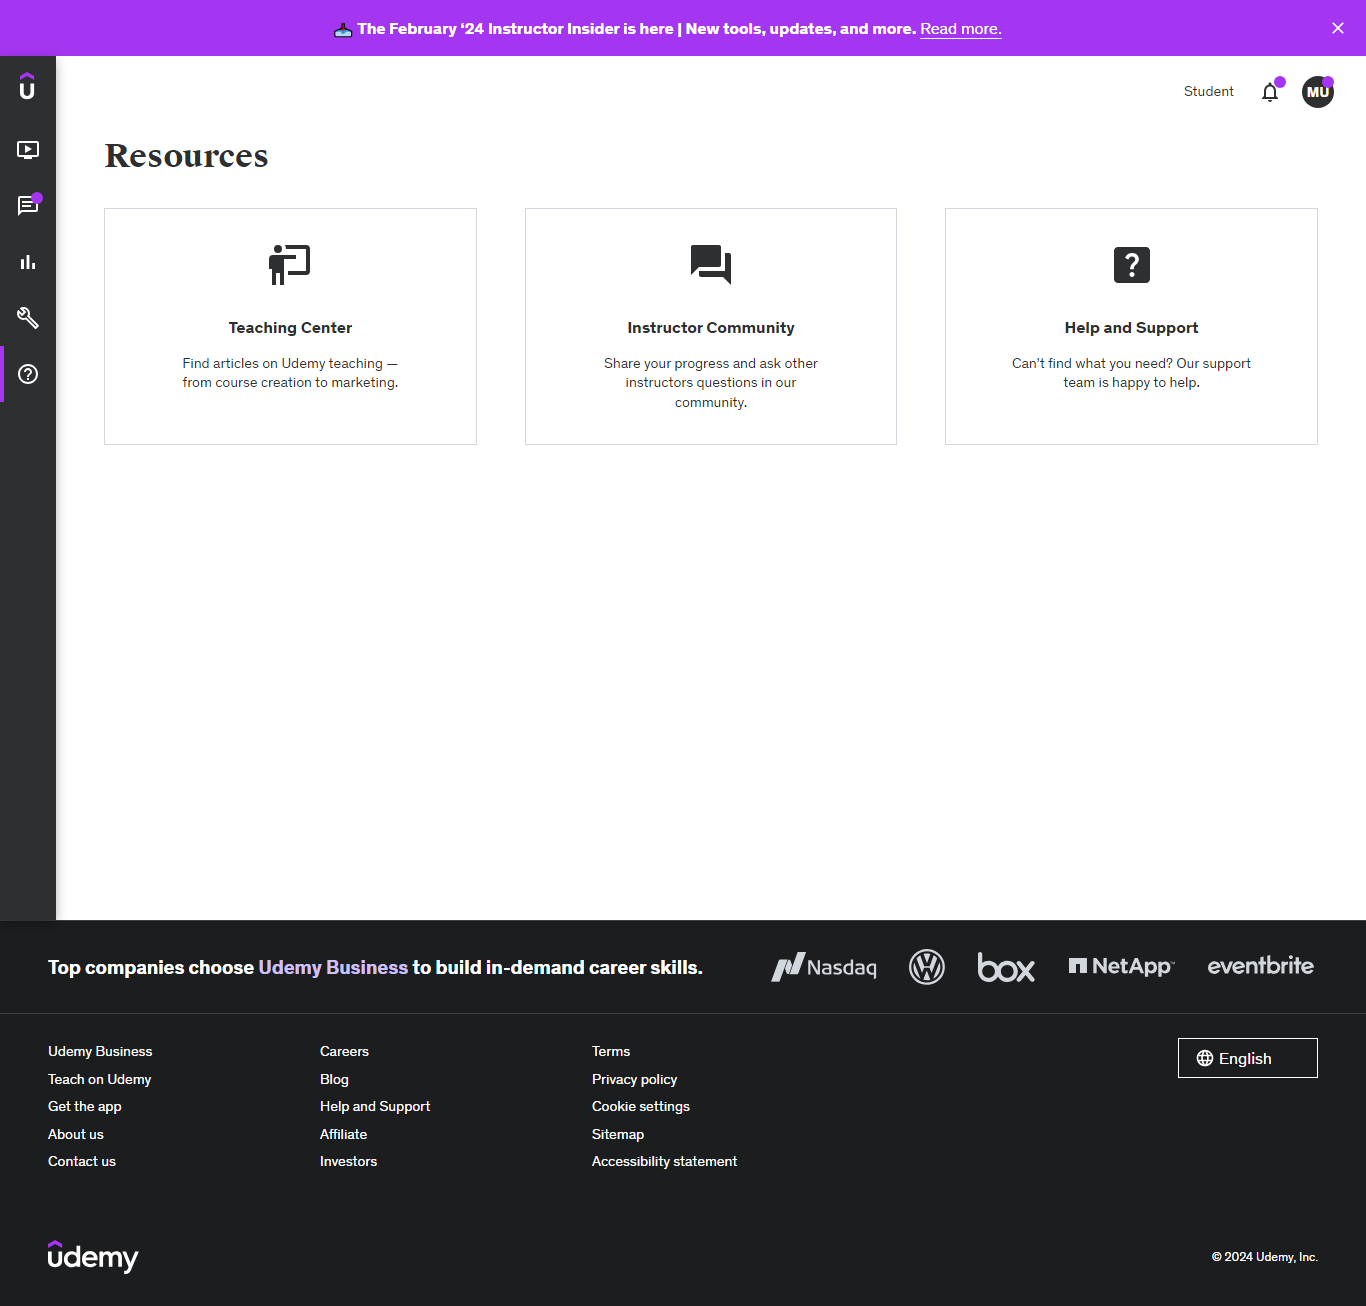 The February ‘24 Instructor Insider is here | New tools, updates, and more. Read more.
Student
MU
Resources
Teaching Center
Find articles on Udemy teaching —
from course creation to marketing.
Instructor Community
Share your progress and ask other
instructors questions in our
community.
Help and Support
Can’t find what you need? Our support
team is happy to help.
Top companies choose Udemy Business to build in-demand career skills.
Nasdaq
box
NetApp™
eventbrite
Udemy Business
Teach on Udemy
Get the app
About us
Contact us
Careers
Blog
Help and Support
Affiliate
Investors
Terms
Privacy policy
Cookie settings
Sitemap
Accessibility statement
English
udemy
© 2024 Udemy, Inc.